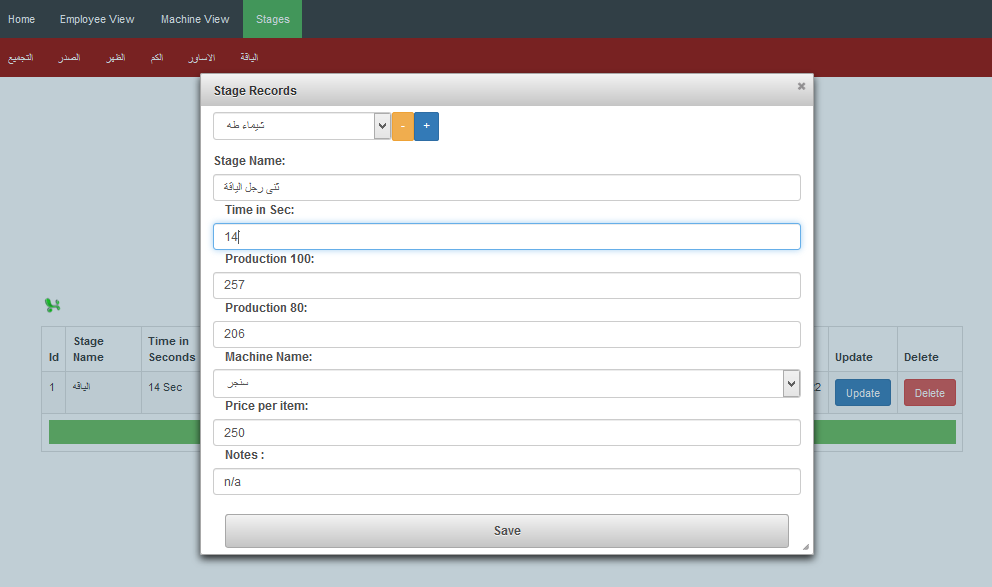 Home Employee View Machine View Stages
الياقة الاساور الكم الظهر الصدر التجميع
Stage Records ×
شيماء طه - +
Stage Name:
ثنى رجل الياقة
Time in Sec:
14
Production 100:
257
Production 80:
206
Machine Name:
سنجر
Price per item:
250
Notes :
n/a
Save
Id Stage Name Time in Seconds Update Delete
1 الياقه 14 Sec 2 Update Delete